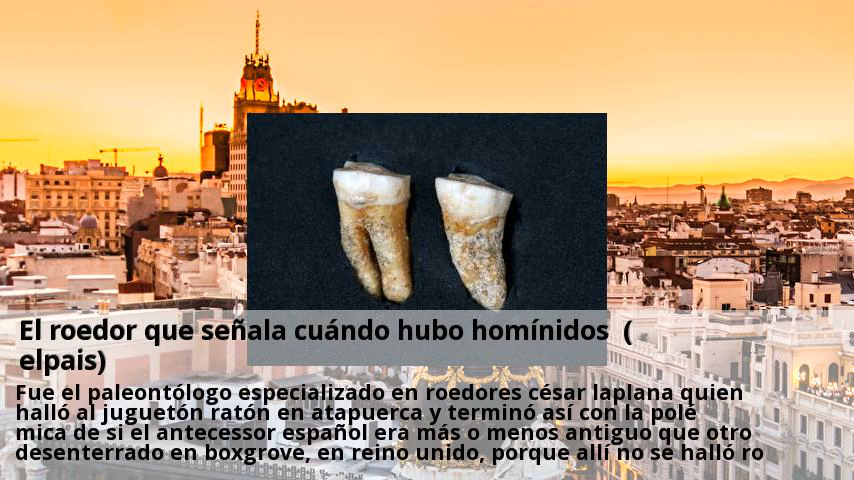 El roedor que señala cuándo hubo homínidos (
elpais)
Fue el paleontólogo especializado en roedores césar laplana quien
halló al juguetón ratón en atapuerca y terminó así con la polé
mica de si el antecessor español era más o menos antiguo que otro
desenterrado en boxgrove, en reino unido, porque allí no se halló ro